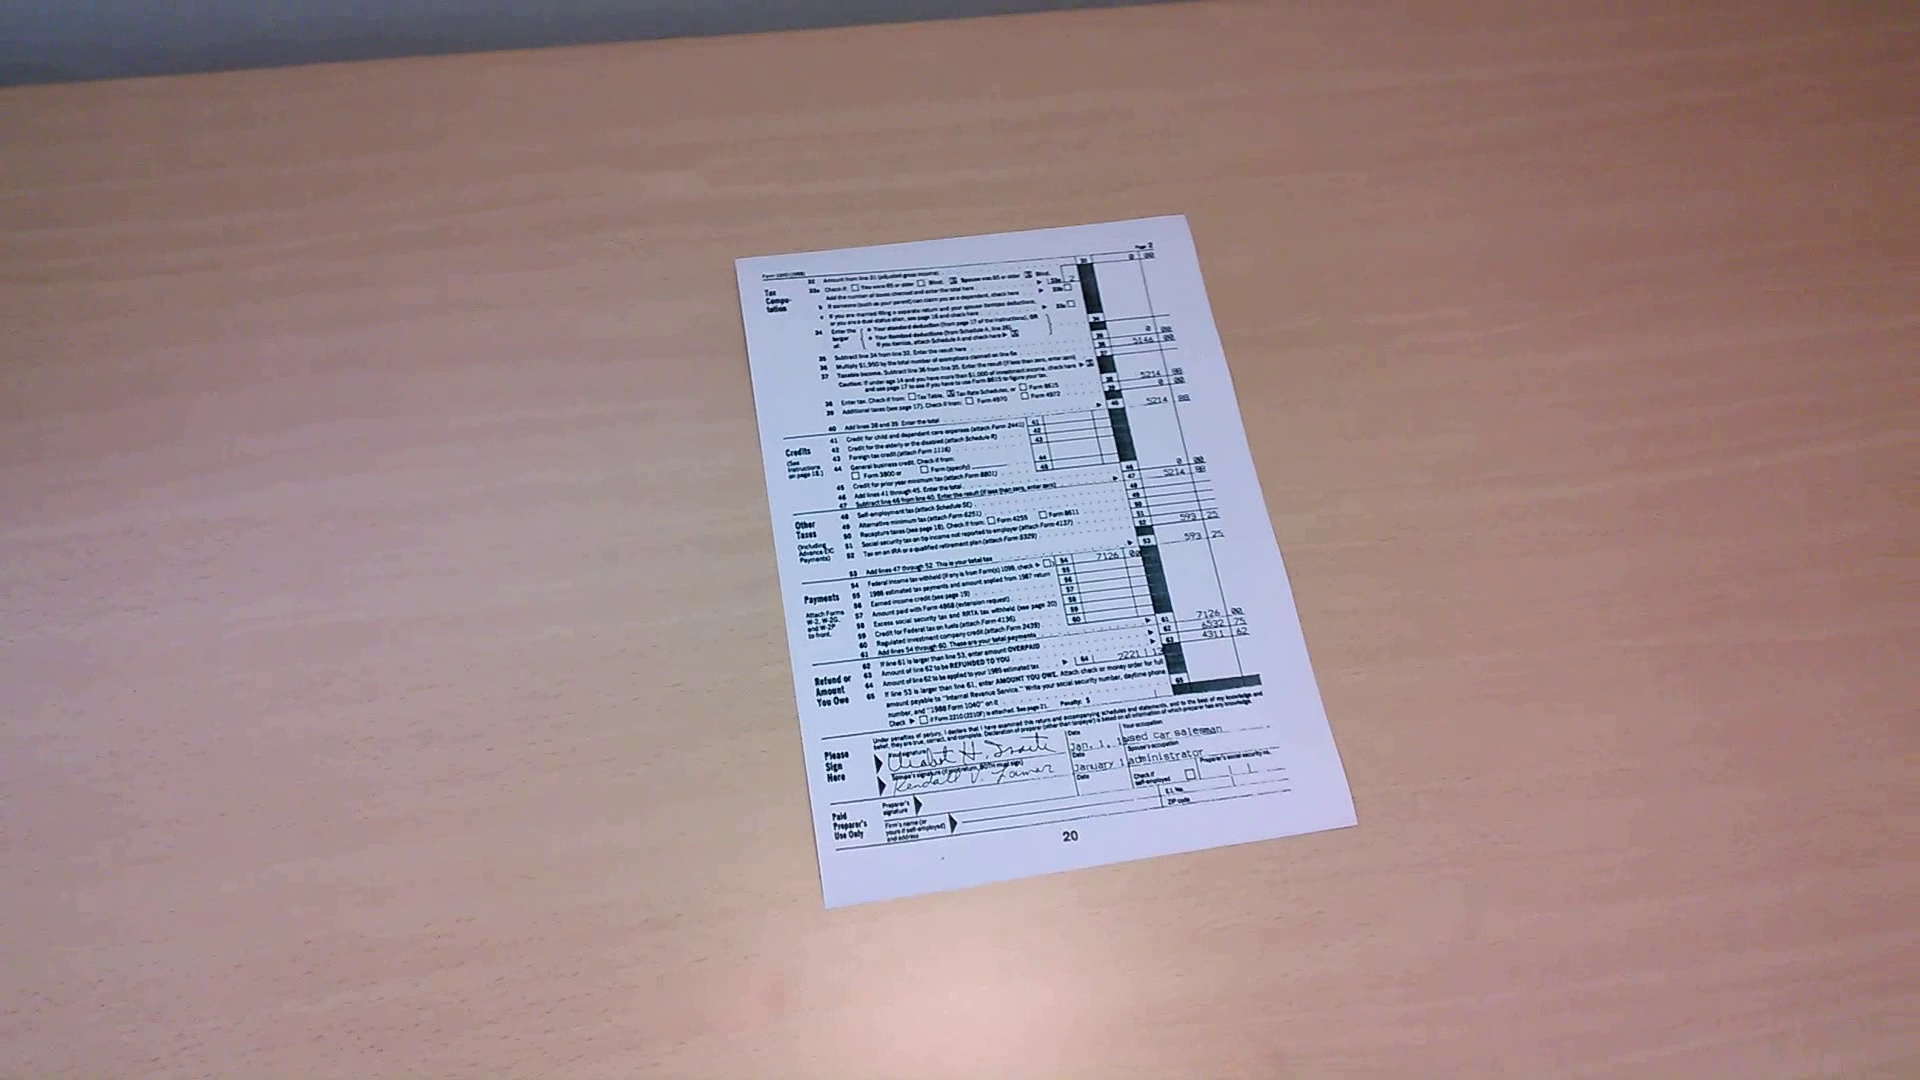 Form 1040 (1988) Page 2
32 Amount from line 31 (adjusted gross income) 32 0 00
Tax Compu- tation
33a Check if: You were 65 or older Blind; Spouse was 65 or older Blind.
Add the number of boxes checked and enter the total here 33a 2
b If someone (such as your parent) can claim you as a dependent, check here 33b
c If you are married filing a separate return and your spouse itemizes deductions,
or you are a dual-status alien, see page 16 and check here 33c
34 Enter the larger of:
Your standard deduction (from page 17 of the Instructions), OR
Your itemized deductions (from Schedule A, line 26).
If you itemize, attach Schedule A and check here 34
35 Subtract line 34 from line 32. Enter the result here 35 0 00
36 Multiply $1,950 by the total number of exemptions claimed on line 6e 36 5146 00
37 Taxable income. Subtract line 36 from line 35. Enter the result (if less than zero, enter zero) 37
Caution: If under age 14 and you have more than $1,000 of investment income, check here
and see page 17 to see if you have to use Form 8615 to figure your tax.
38 Enter tax. Check if from: Tax Table, Tax Rate Schedules, or Form 8615 38 5214 88
39 Additional taxes (see page 17). Check if from: Form 4970 Form 4972 39 0 00
40 Add lines 38 and 39. Enter the total 40 5214 88
Credits
(See Instructions on page 18.)
41 Credit for child and dependent care expenses (attach Form 2441) 41
42 Credit for the elderly or the disabled (attach Schedule R) 42
43 Foreign tax credit (attach Form 1116) 43
44 General business credit. Check if from:
Form 3800 or Form (specify) 44
45 Credit for prior year minimum tax (attach Form 8801) 45
46 Add lines 41 through 45. Enter the total 46 0 00
47 Subtract line 46 from line 40. Enter the result (if less than zero, enter zero) 47 5214 88
Other Taxes
(Including Advance EIC Payments)
48 Self-employment tax (attach Schedule SE) 48
49 Alternative minimum tax (attach Form 6251) 49
50 Recapture taxes (see page 18). Check if from: Form 4255 Form 8611 50
51 Social security tax on tip income not reported to employer (attach Form 4137) 51
52 Tax on an IRA or a qualified retirement plan (attach Form 5329) 52 593 25
53 Add lines 47 through 52. This is your total tax 53 593 25
Payments
Attach Forms W-2, W-2G, and W-2P to front.
54 Federal income tax withheld (if any is from Form(s) 1099, check ) 54 7126 00
55 1988 estimated tax payments and amount applied from 1987 return 55
56 Earned income credit (see page 19) 56
57 Amount paid with Form 4868 (extension request) 57
58 Excess social security tax and RRTA tax withheld (see page 20) 58
59 Credit for Federal tax on fuels (attach Form 4136) 59
60 Regulated investment company credit (attach Form 2439) 60
61 Add lines 54 through 60. These are your total payments 61 7126 00
Refund or Amount You Owe
62 If line 61 is larger than line 53, enter amount OVERPAID 62 6532 75
63 Amount of line 62 to be REFUNDED TO YOU 63 4311 62
64 Amount of line 62 to be applied to your 1989 estimated tax 64 2221 13
65 If line 53 is larger than line 61, enter AMOUNT YOU OWE. Attach check or money order for full
amount payable to "Internal Revenue Service." Write your social security number, daytime phone
number, and "1988 Form 1040" on it 65
Check if Form 2210 (2210F) is attached. See page 21. Penalty: $
Please Sign Here
Under penalties of perjury, I declare that I have examined this return and accompanying schedules and statements, and to the best of my knowledge and
belief, they are true, correct, and complete. Declaration of preparer (other than taxpayer) is based on all information of which preparer has any knowledge.
Your signature Date Your occupation
Jan. 1, used car salesman
Spouse's signature (if joint return, BOTH must sign) Date Spouse's occupation
Kendall V. January 1 administrator
Paid Preparer's Use Only
Preparer's signature Date Check if self-employed Preparer's social security no.
Firm's name (or yours if self-employed) and address E.I. No.
ZIP code
20